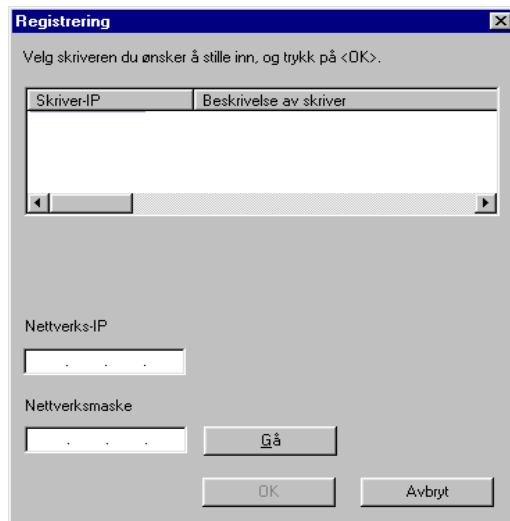 Registrering
Velg skriveren du ønsker å stille inn, og trykk på <OK>.
Skriver-IP Beskrivelse av skriver
Nettverks-IP
. . .
Nettverksmaske
. . . Gå
OK Avbryt